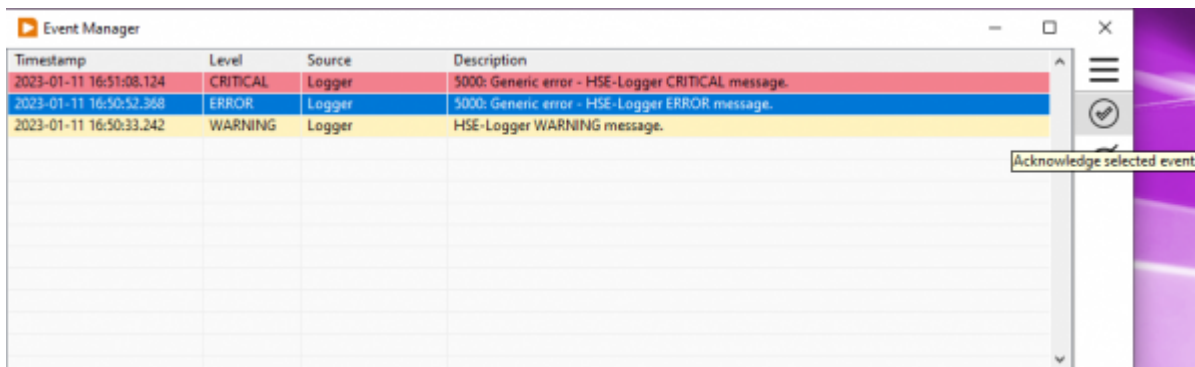 Event Manager
Timestamp Level Source Description
2023-01-11 16:51:08.124 CRITICAL Logger 5000: Generic error - HSE-Logger CRITICAL message.
2023-01-11 16:50:52.368 ERROR Logger 5000: Generic error - HSE-Logger ERROR message.
2023-01-11 16:50:33.242 WARNING Logger HSE-Logger WARNING message.
Acknowledge selected event